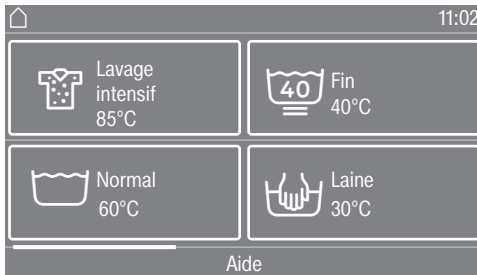 11:02
Lavage
intensif
85°C
40
Fin
40°C
Normal
60°C
Laine
30°C
Aide